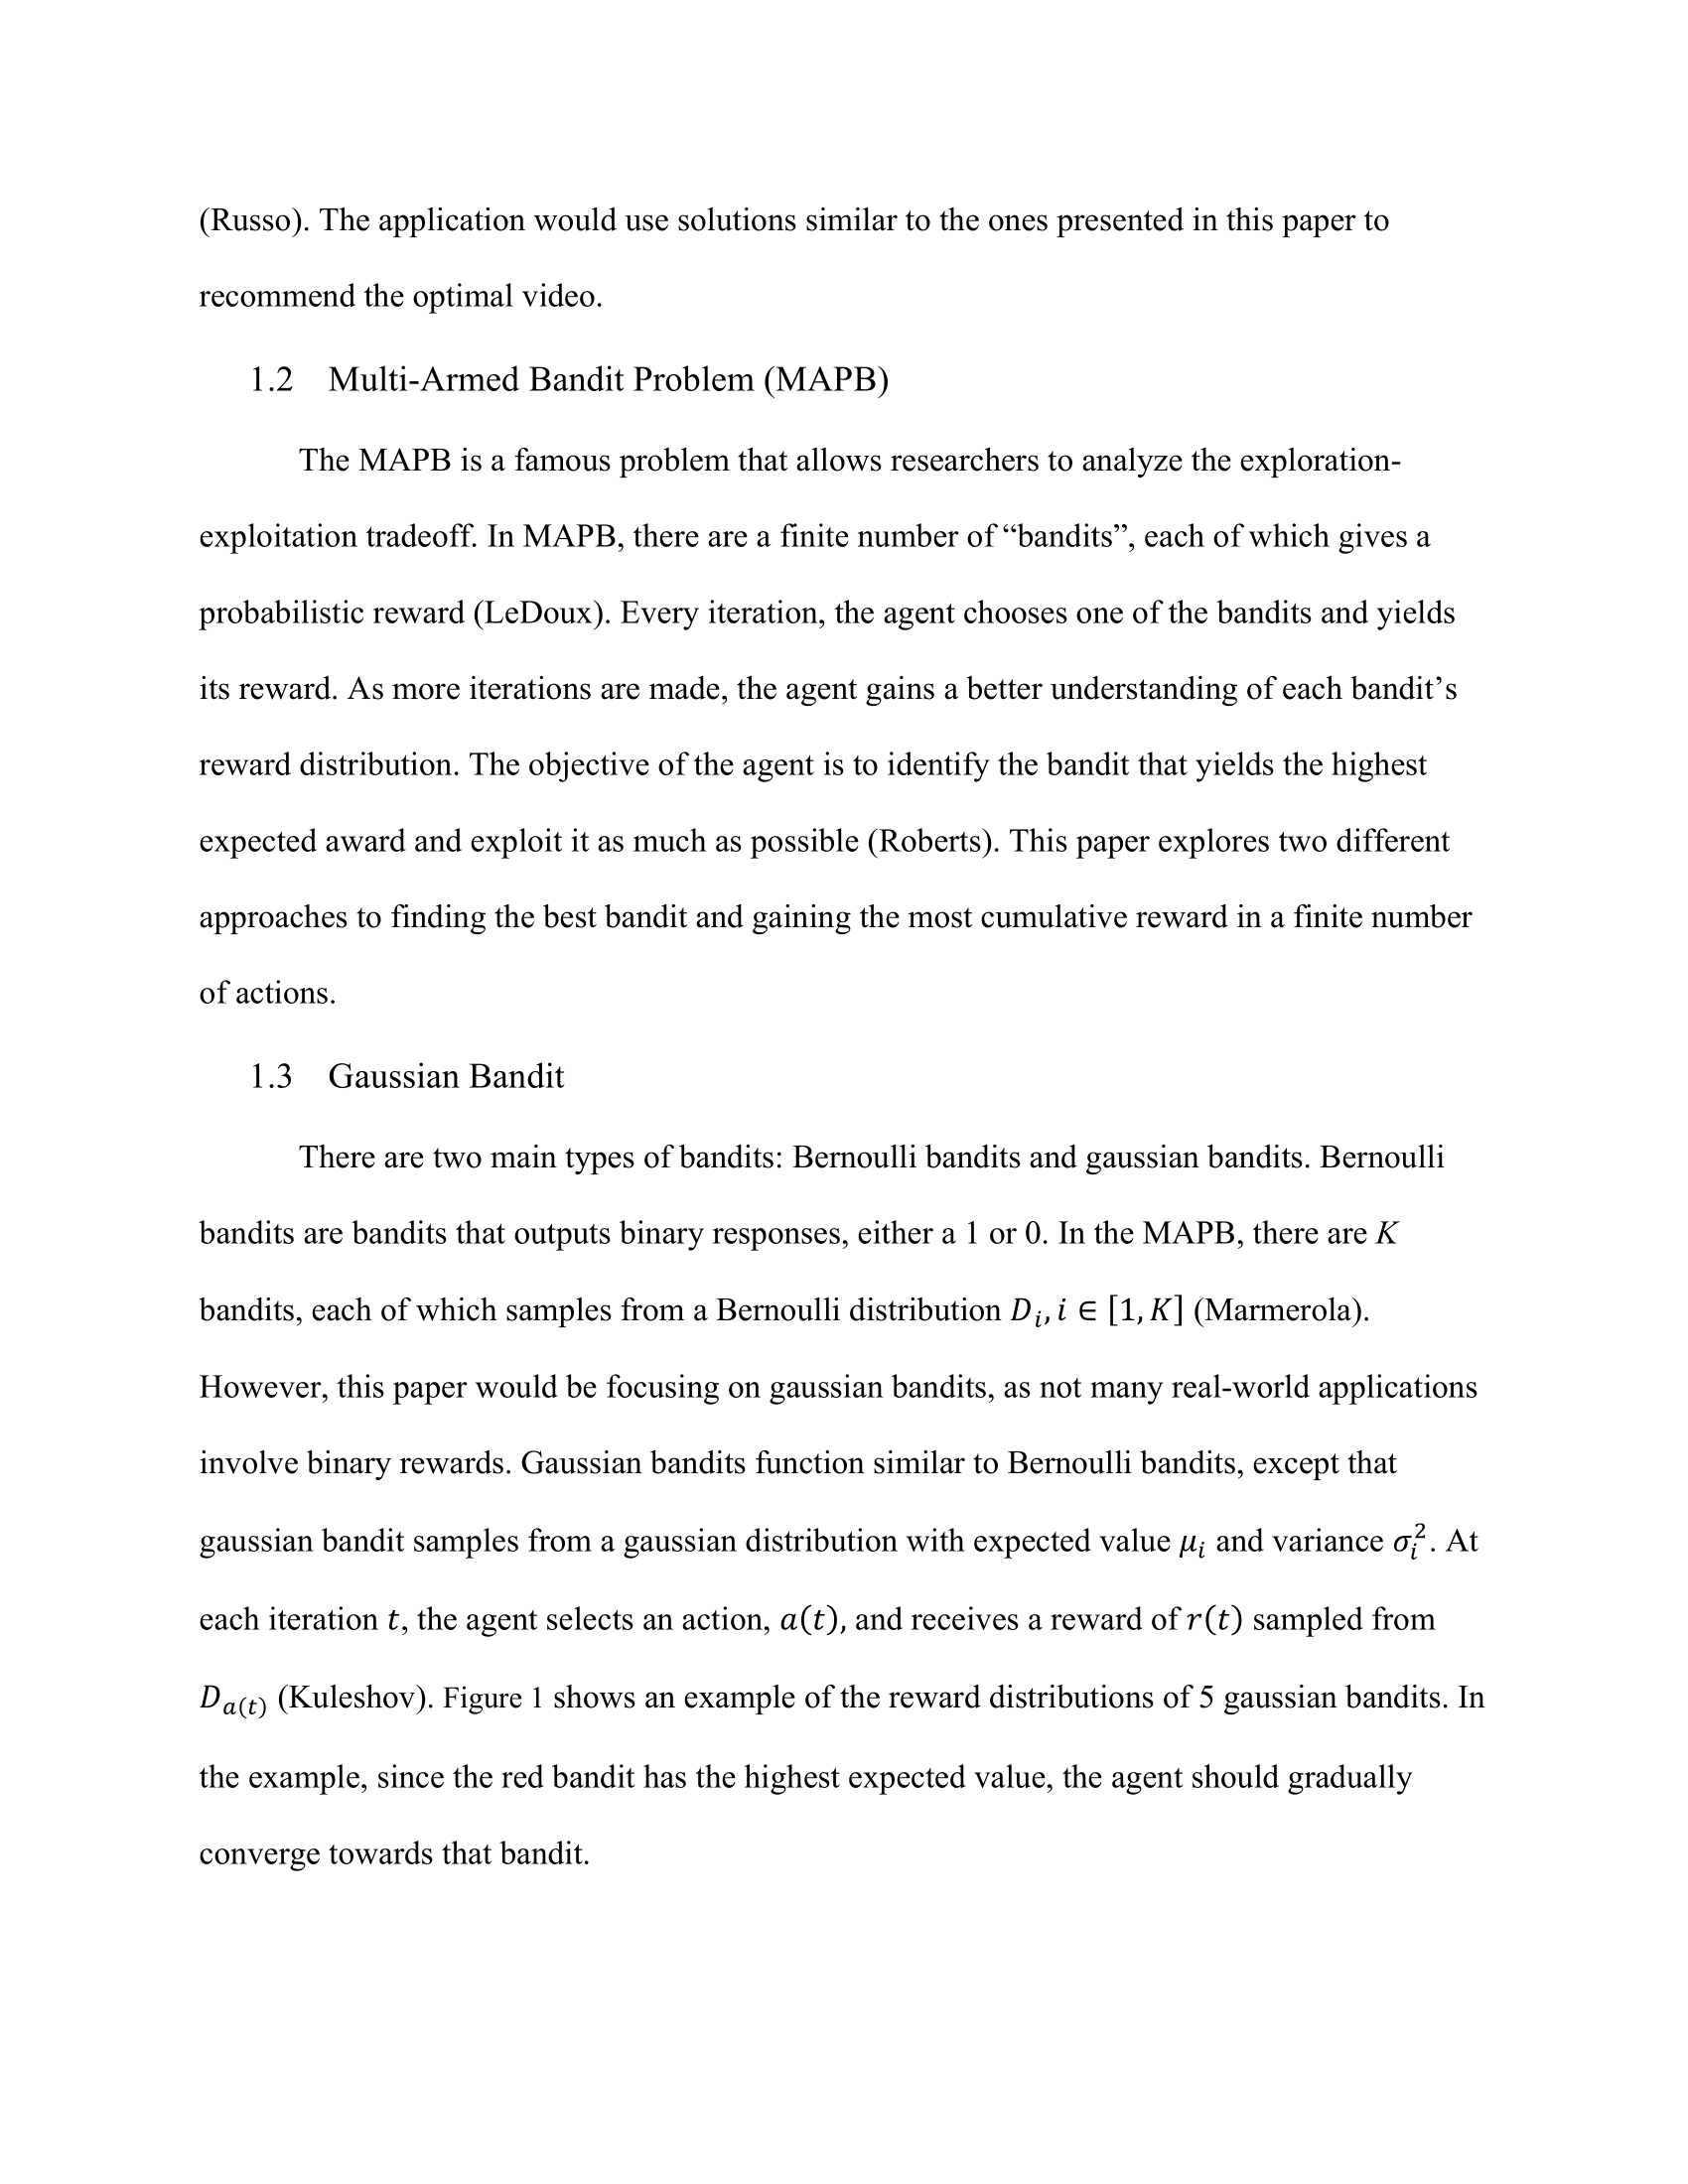 (Russo). The application would use solutions similar to the ones presented in this paper to
recommend the optimal video.
1.2 Multi-Armed Bandit Problem (MAPB)
The MAPB is a famous problem that allows researchers to analyze the exploration-
exploitation tradeoff. In MAPB, there are a finite number of “bandits”, each of which gives a
probabilistic reward (LeDoux). Every iteration, the agent chooses one of the bandits and yields
its reward. As more iterations are made, the agent gains a better understanding of each bandit’s
reward distribution. The objective of the agent is to identify the bandit that yields the highest
expected award and exploit it as much as possible (Roberts). This paper explores two different
approaches to finding the best bandit and gaining the most cumulative reward in a finite number
of actions.
1.3 Gaussian Bandit
There are two main types of bandits: Bernoulli bandits and gaussian bandits. Bernoulli
bandits are bandits that outputs binary responses, either a 1 or 0. In the MAPB, there are K
bandits, each of which samples from a Bernoulli distribution D_i, i ∈ [1, K] (Marmerola).
However, this paper would be focusing on gaussian bandits, as not many real-world applications
involve binary rewards. Gaussian bandits function similar to Bernoulli bandits, except that
gaussian bandit samples from a gaussian distribution with expected value μ_i and variance σ_i^2. At
each iteration t, the agent selects an action, a(t), and receives a reward of r(t) sampled from
D_a(t) (Kuleshov). Figure 1 shows an example of the reward distributions of 5 gaussian bandits. In
the example, since the red bandit has the highest expected value, the agent should gradually
converge towards that bandit.